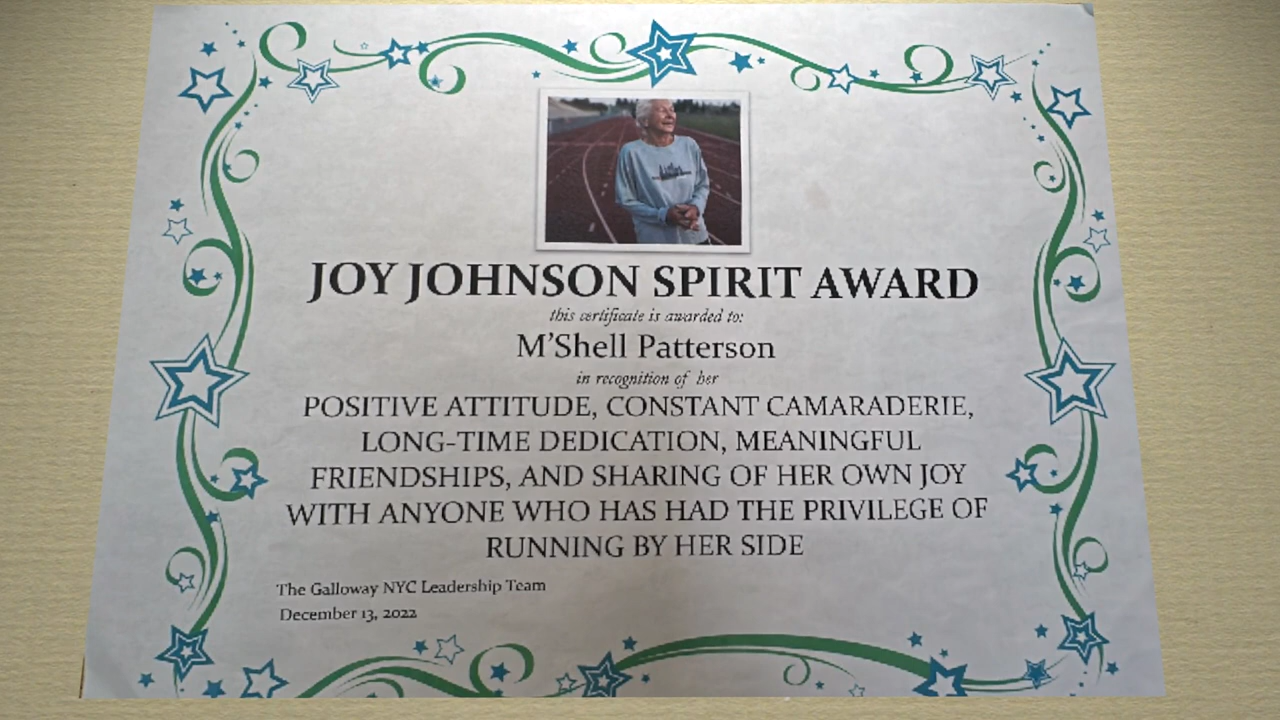 JOY JOHNSON SPIRIT AWARD
this certificate is awarded to:
M'Shell Patterson
in recognition of her
POSITIVE ATTITUDE, CONSTANT CAMARADERIE,
LONG-TIME DEDICATION, MEANINGFUL
FRIENDSHIPS, AND SHARING OF HER OWN JOY
WITH ANYONE WHO HAS HAD THE PRIVILEGE OF
RUNNING BY HER SIDE
The Galloway NYC Leadership Team
December 13, 2022